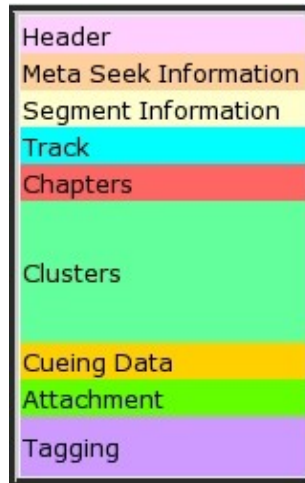 Header
Meta Seek Information
Segment Information
Track
Chapters
Clusters
Cueing Data
Attachment
Tagging